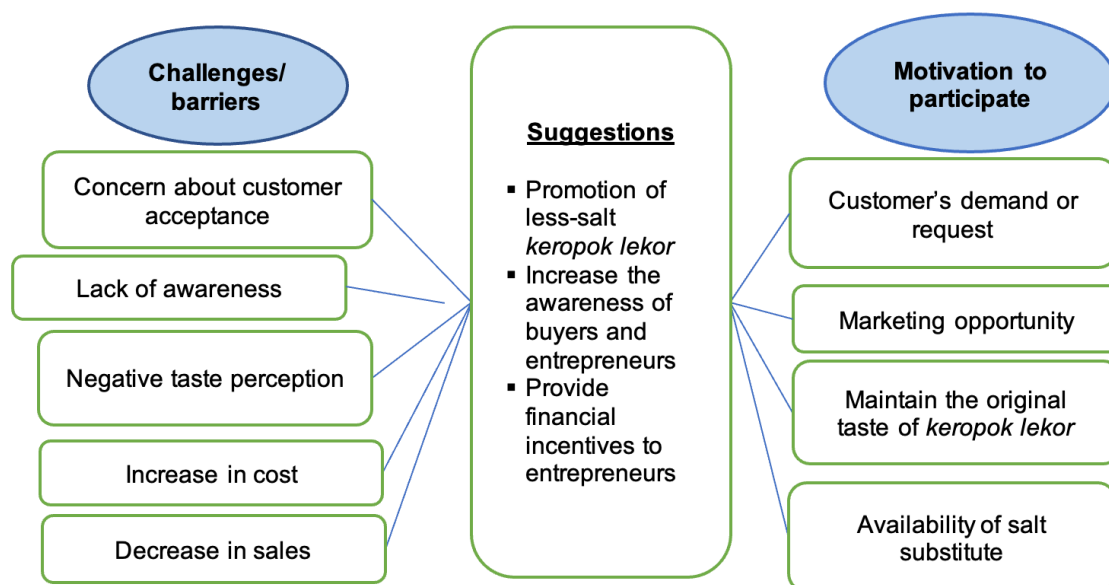 Challenges/
barriers
Concern about customer
acceptance
Lack of awareness
Negative taste perception
Increase in cost
Decrease in sales
Suggestions
▪ Promotion of
less-salt
keropok lekor
▪ Increase the
awareness of
buyers and
entrepreneurs
▪ Provide
financial
incentives to
entrepreneurs
Motivation to
participate
Customer’s demand or
request
Marketing opportunity
Maintain the original
taste of keropok lekor
Availability of salt
substitute